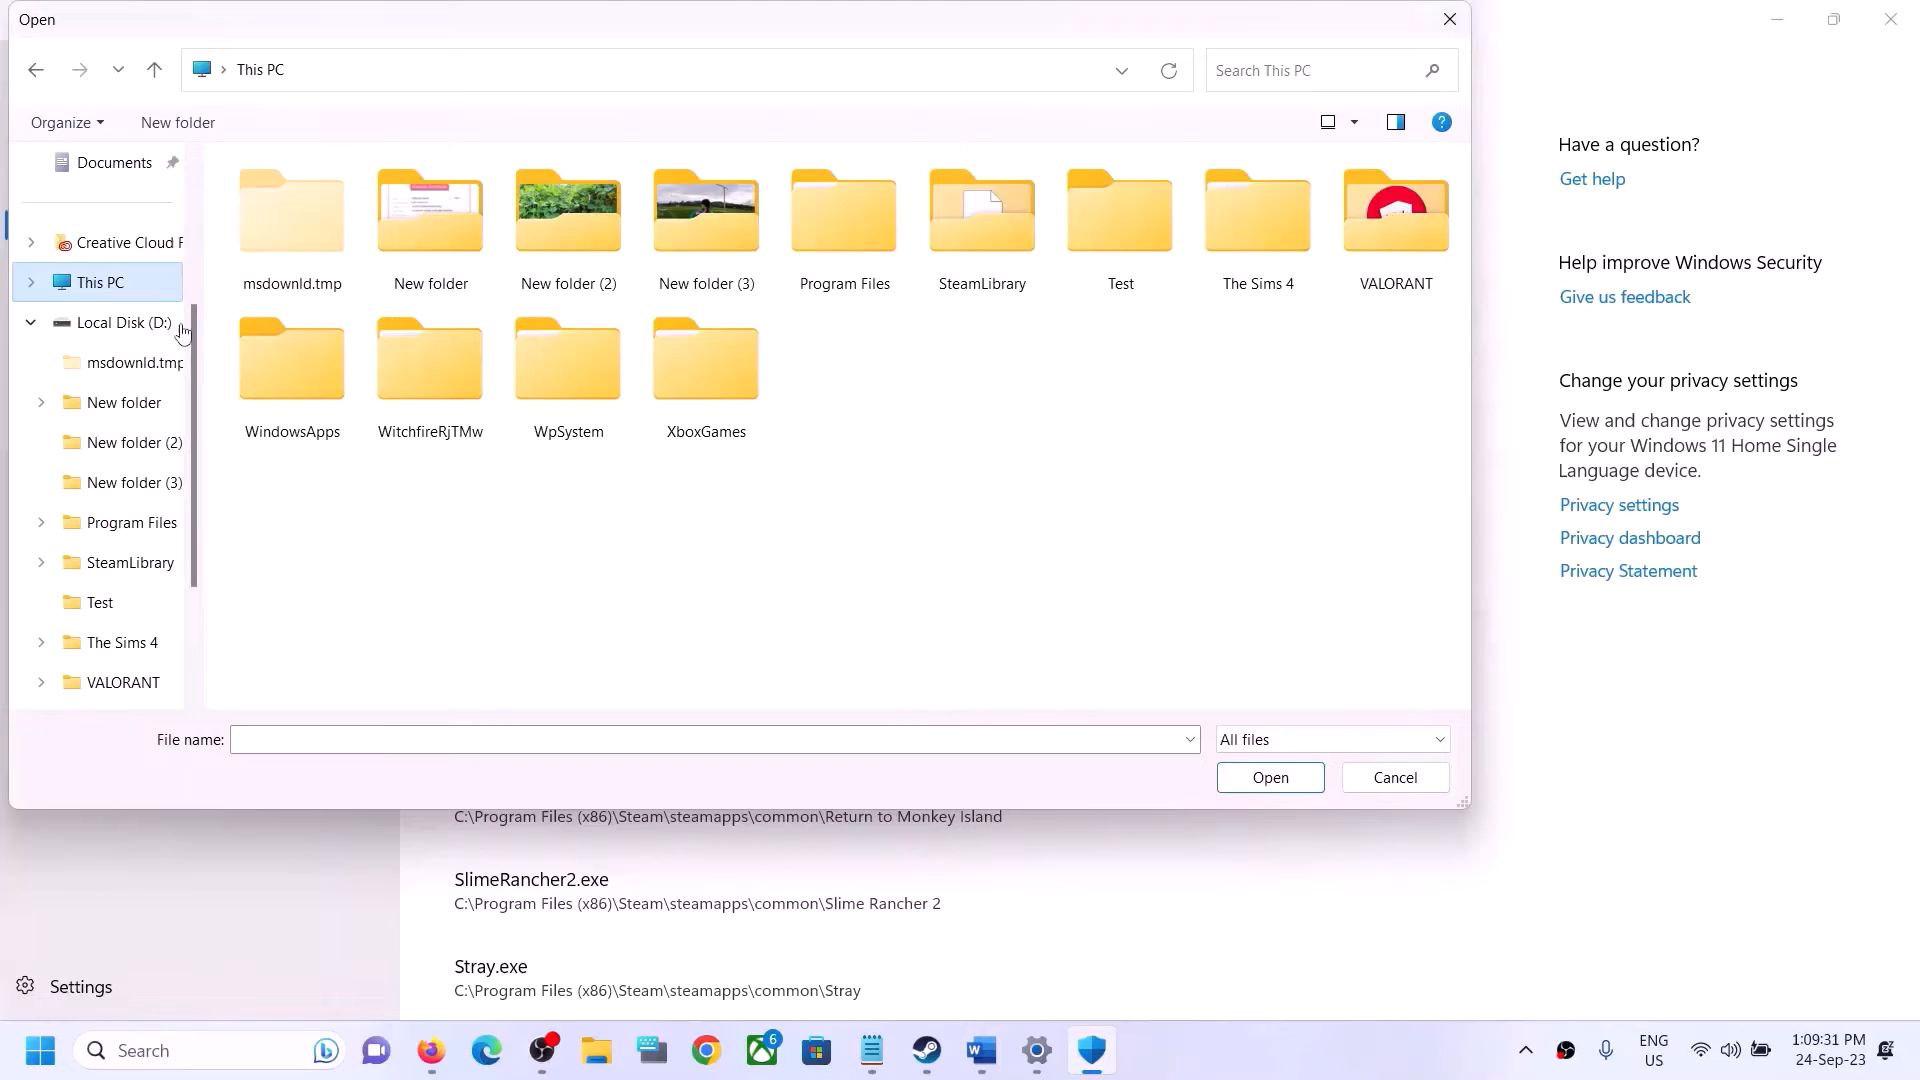 Open
This PC
Search This PC
Organize
New folder
Documents
Creative Cloud F
This PC
Local Disk (D:)
msdownld.tmp
New folder
New folder (2)
New folder (3)
Program Files
SteamLibrary
Test
The Sims 4
VALORANT
msdownld.tmp
New folder
New folder (2)
New folder (3)
Program Files
SteamLibrary
Test
The Sims 4
VALORANT
WindowsApps
WitchfireRjTMw
WpSystem
XboxGames
File name:
All files
Open
Cancel
Have a question?
Get help
Help improve Windows Security
Give us feedback
Change your privacy settings
View and change privacy settings
for your Windows 11 Home Single
Language device.
Privacy settings
Privacy dashboard
Privacy Statement
C:\Program Files (x86)\Steam\steamapps\common\Return to Monkey Island
SlimeRancher2.exe
C:\Program Files (x86)\Steam\steamapps\common\Slime Rancher 2
Stray.exe
C:\Program Files (x86)\Steam\steamapps\common\Stray
Settings
Search
6
ENG
US
1:09:31 PM
24-Sep-23